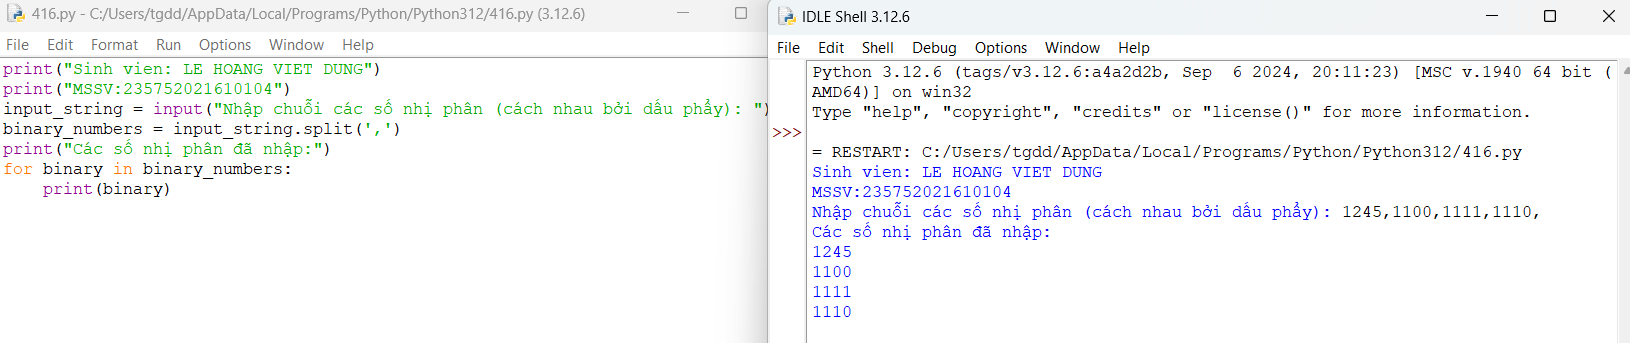 416.py - C:/Users/tgdd/AppData/Local/Programs/Python/Python312/416.py (3.12.6)
File Edit Format Run Options Window Help
print("Sinh vien: LE HOANG VIET DUNG")
print("MSSV:235752021610104")
input_string = input("Nhập chuỗi các số nhị phân (cách nhau bởi dấu phẩy): ")
binary_numbers = input_string.split(',')
print("Các số nhị phân đã nhập:")
for binary in binary_numbers:
    print(binary)
IDLE Shell 3.12.6
File Edit Shell Debug Options Window Help
Python 3.12.6 (tags/v3.12.6:a4a2d2b, Sep  6 2024, 20:11:23) [MSC v.1940 64 bit (
AMD64)] on win32
Type "help", "copyright", "credits" or "license()" for more information.
>>>
= RESTART: C:/Users/tgdd/AppData/Local/Programs/Python/Python312/416.py
Sinh vien: LE HOANG VIET DUNG
MSSV:235752021610104
Nhập chuỗi các số nhị phân (cách nhau bởi dấu phẩy): 1245,1100,1111,1110,
Các số nhị phân đã nhập:
1245
1100
1111
1110